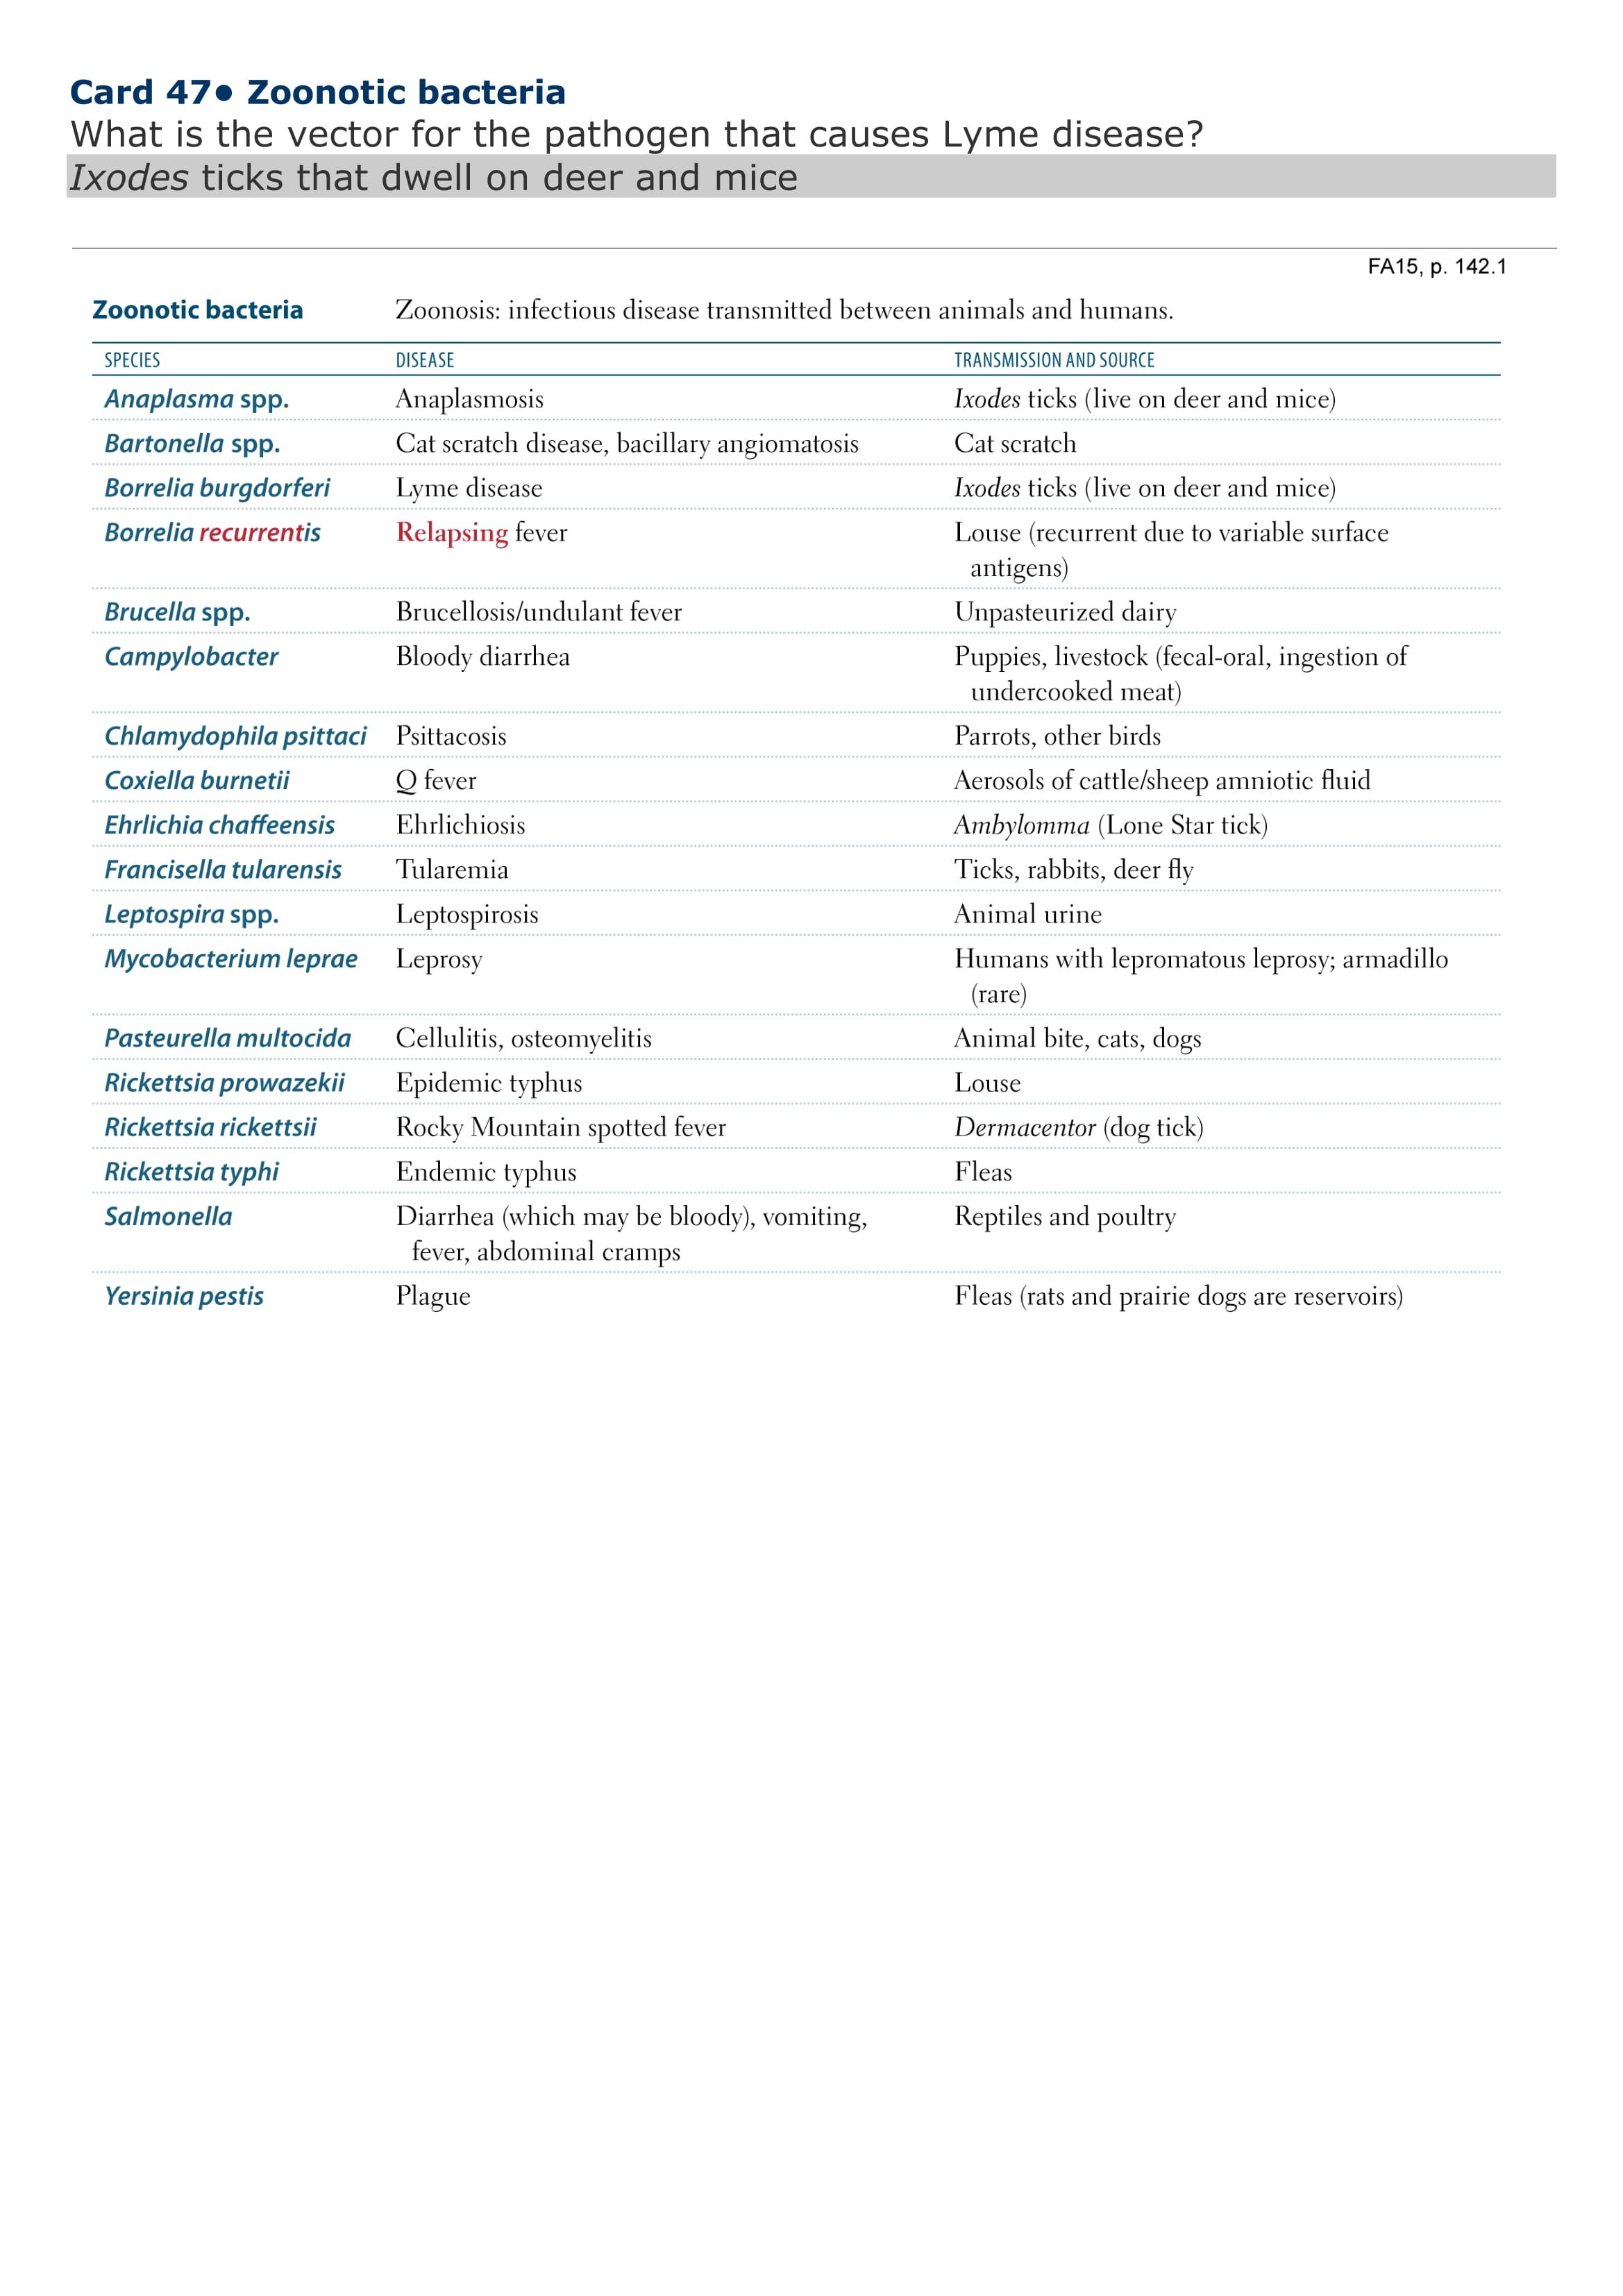 Card 47● Zoonotic bacteria
What is the vector for the pathogen that causes Lyme disease?
Ixodes ticks that dwell on deer and mice
FA15, p. 142.1
Zoonotic bacteria Zoonosis: infectious disease transmitted between animals and humans.
SPECIES DISEASE TRANSMISSION AND SOURCE
Anaplasma spp. Anaplasmosis Ixodes ticks (live on deer and mice)
Bartonella spp. Cat scratch disease, bacillary angiomatosis Cat scratch
Borrelia burgdorferi Lyme disease Ixodes ticks (live on deer and mice)
Borrelia recurrentis Relapsing fever Louse (recurrent due to variable surface
antigens)
Brucella spp. Brucellosis/undulant fever Unpasteurized dairy
Campylobacter Bloody diarrhea Puppies, livestock (fecal-oral, ingestion of
undercooked meat)
Chlamydophila psittaci Psittacosis Parrots, other birds
Coxiella burnetii Q fever Aerosols of cattle/sheep amniotic fluid
Ehrlichia chaffeensis Ehrlichiosis Ambylomma (Lone Star tick)
Francisella tularensis Tularemia Ticks, rabbits, deer fly
Leptospira spp. Leptospirosis Animal urine
Mycobacterium leprae Leprosy Humans with lepromatous leprosy; armadillo
(rare)
Pasteurella multocida Cellulitis, osteomyelitis Animal bite, cats, dogs
Rickettsia prowazekii Epidemic typhus Louse
Rickettsia rickettsii Rocky Mountain spotted fever Dermacentor (dog tick)
Rickettsia typhi Endemic typhus Fleas
Salmonella Diarrhea (which may be bloody), vomiting, Reptiles and poultry
fever, abdominal cramps
Yersinia pestis Plague Fleas (rats and prairie dogs are reservoirs)